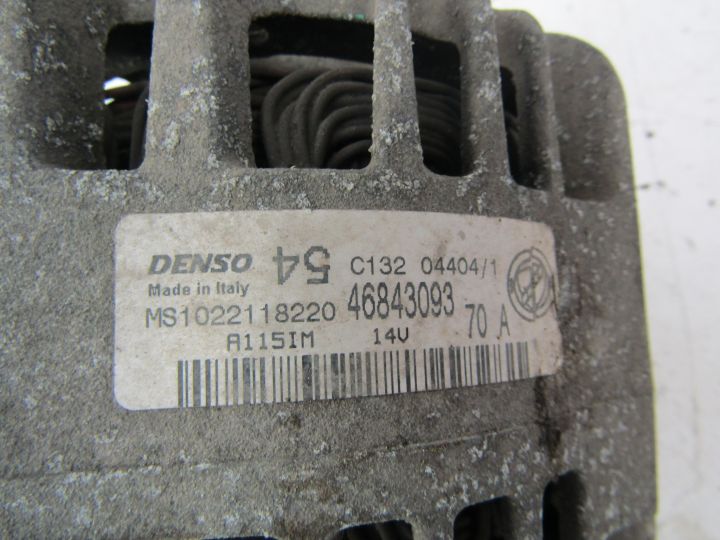 DENSO 54 C132 04404/1
Made in Italy
MS1022118220 46843093 70 A
A115IM 14V